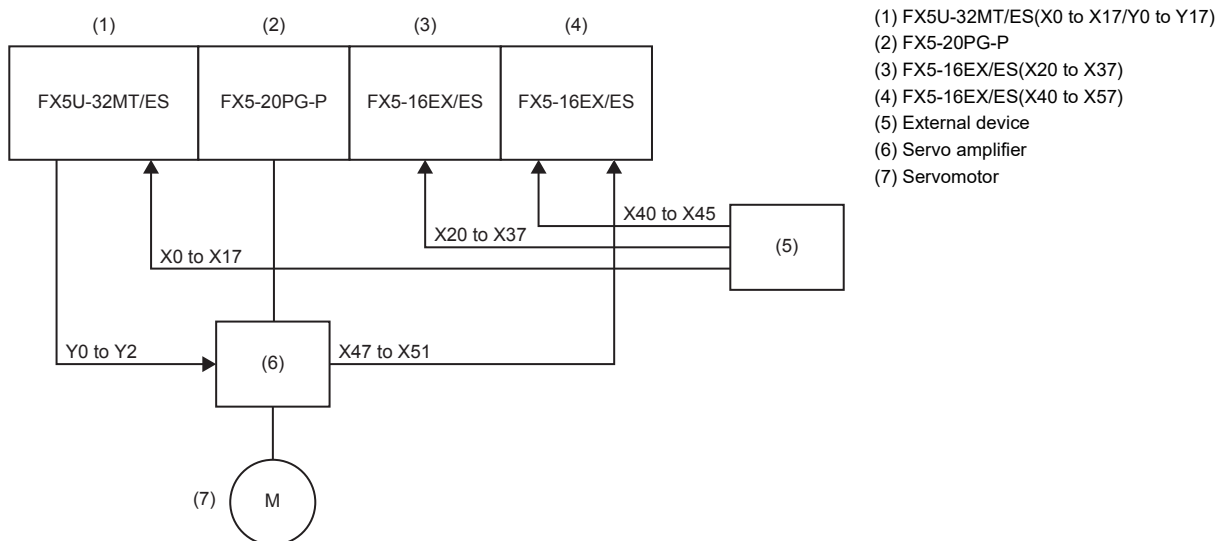 (1)
(2)
(3)
(4)
FX5U-32MT/ES
FX5-20PG-P
FX5-16EX/ES
FX5-16EX/ES
X40 to X45
X20 to X37
X0 to X17
(5)
Y0 to Y2
(6)
X47 to X51
(7)
M
(1) FX5U-32MT/ES(X0 to X17/Y0 to Y17)
(2) FX5-20PG-P
(3) FX5-16EX/ES(X20 to X37)
(4) FX5-16EX/ES(X40 to X57)
(5) External device
(6) Servo amplifier
(7) Servomotor